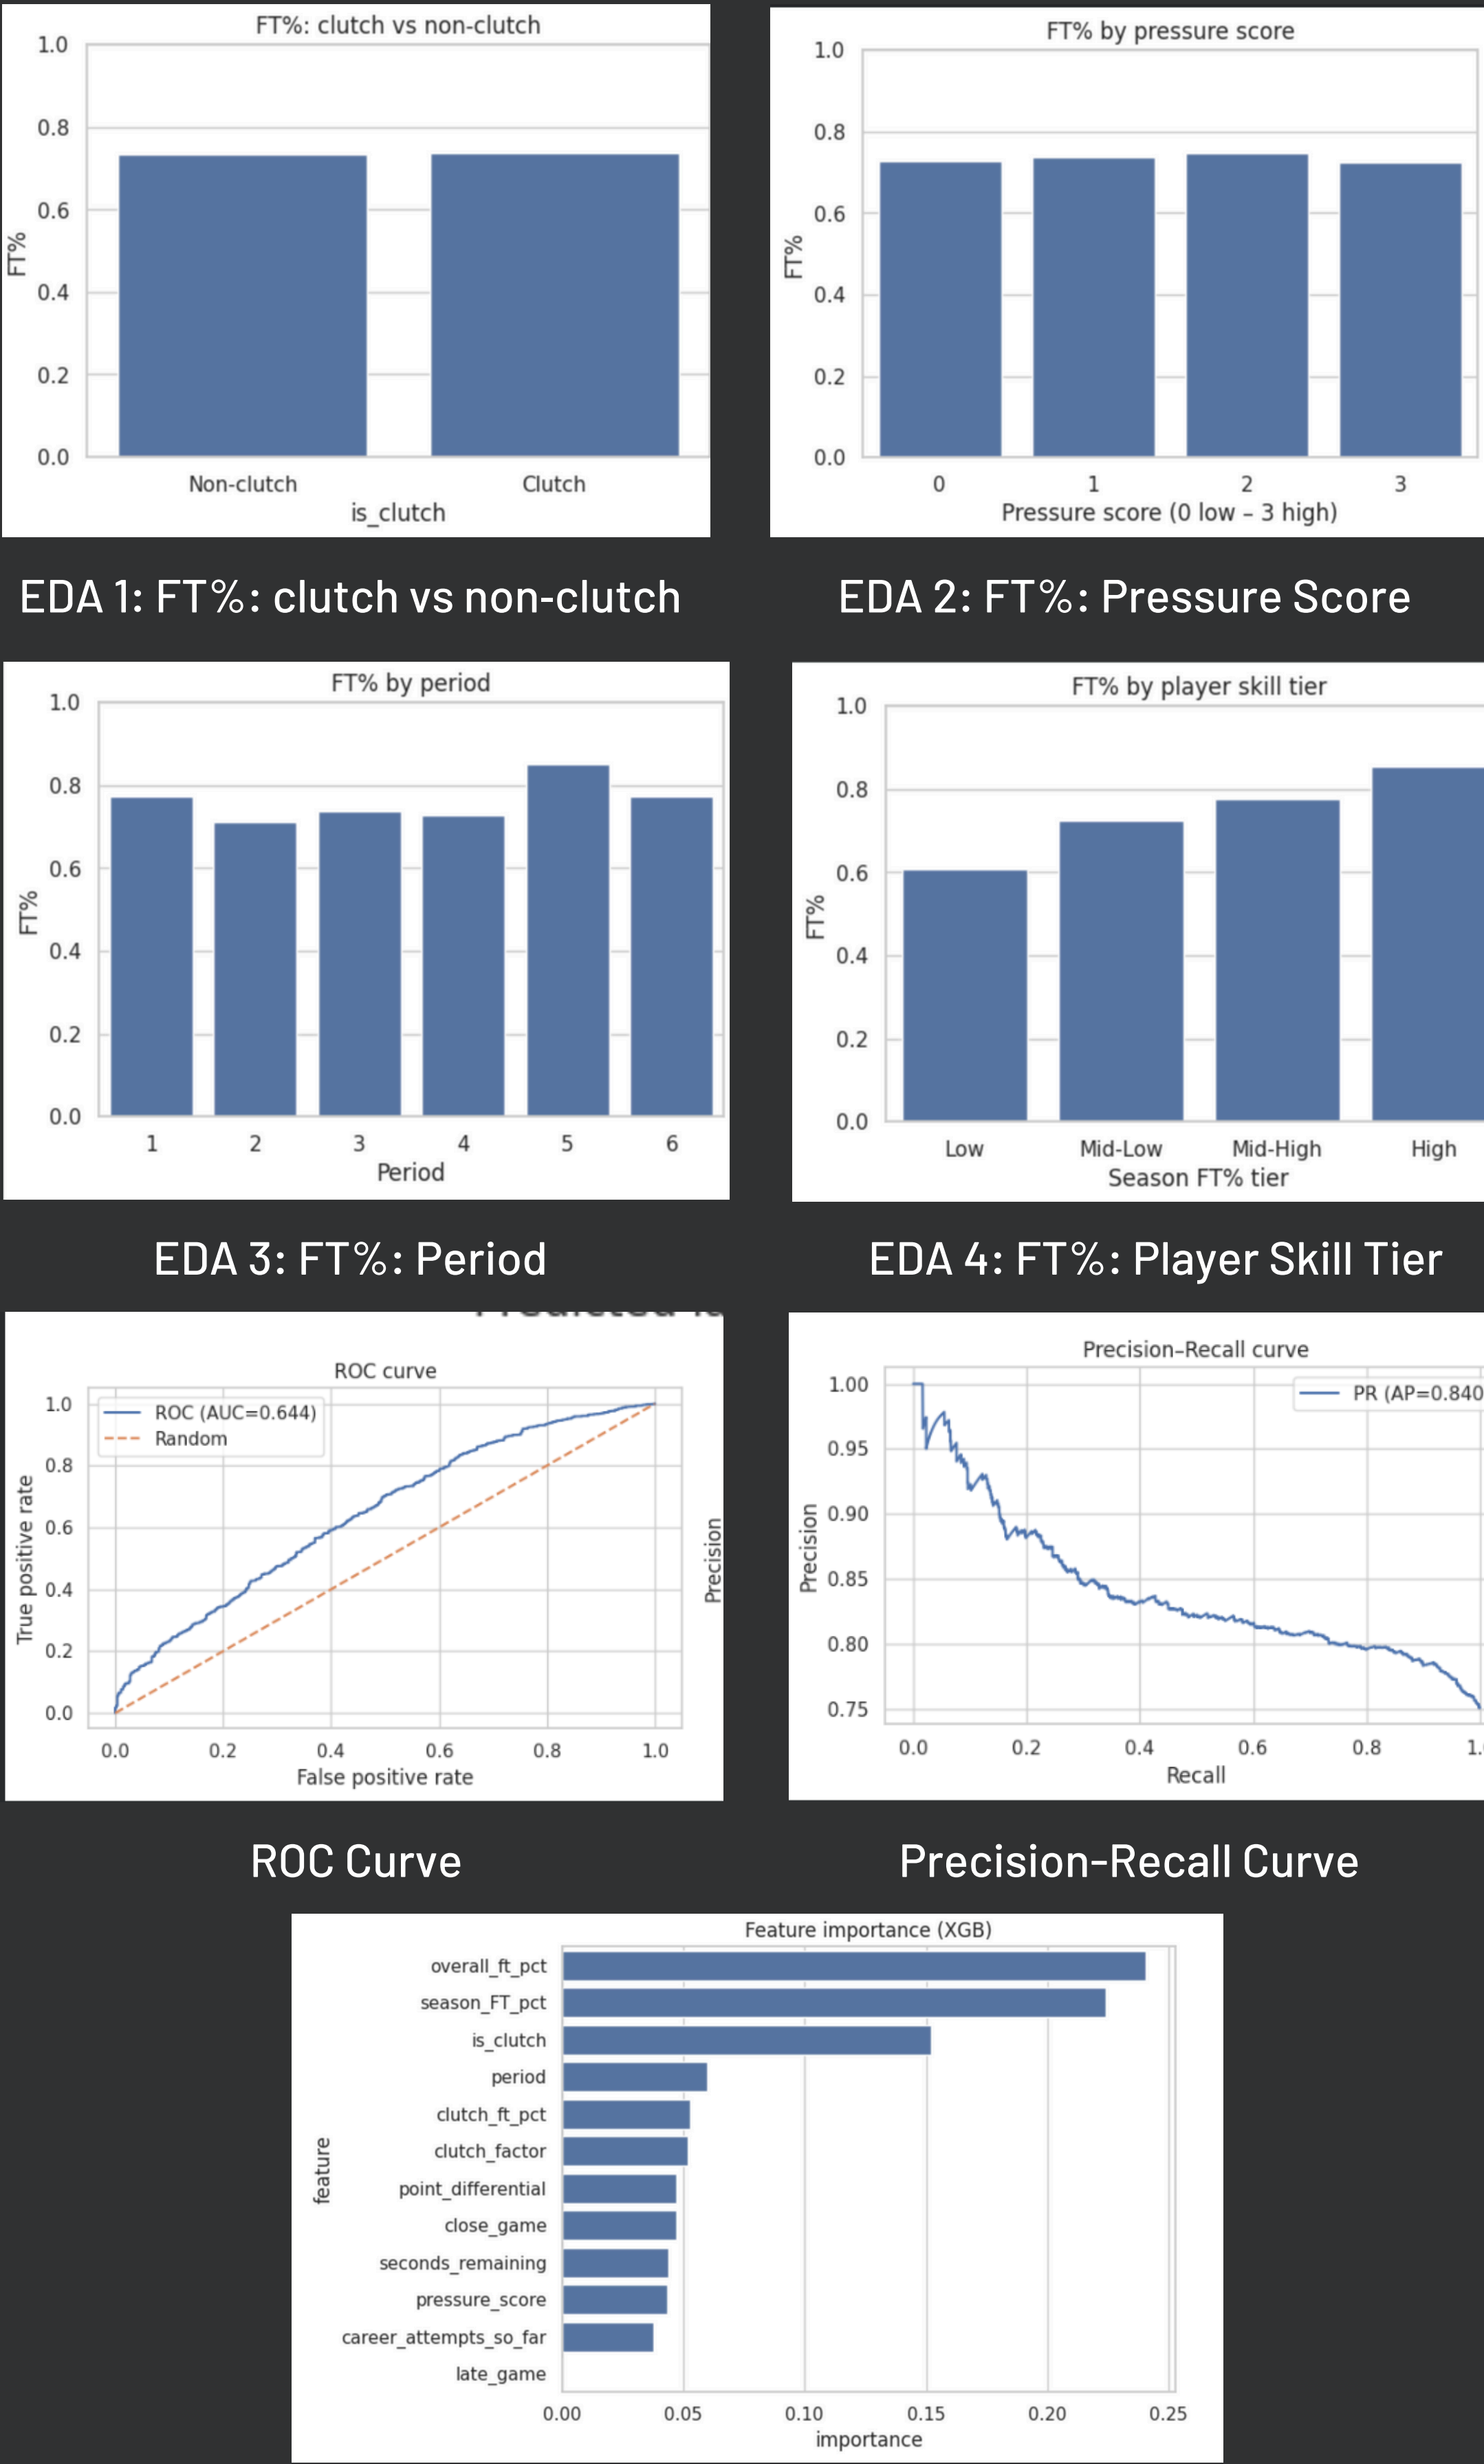 FT%: clutch vs non-clutch
1.0
0.8
0.6
0.4
0.2
0.0
FT%
Non-clutch Clutch
is_clutch
FT% by pressure score
1.0
0.8
0.6
0.4
0.2
0.0
FT%
0 1 2 3
Pressure score (0 low – 3 high)
EDA 1: FT%: clutch vs non-clutch
EDA 2: FT%: Pressure Score
FT% by period
1.0
0.8
0.6
0.4
0.2
0.0
FT%
1 2 3 4 5 6
Period
FT% by player skill tier
1.0
0.8
0.6
0.4
0.2
0.0
FT%
Low Mid-Low Mid-High High
Season FT% tier
EDA 3: FT%: Period
EDA 4: FT%: Player Skill Tier
ROC curve
ROC (AUC=0.644)
Random
1.0
0.8
0.6
0.4
0.2
0.0
True positive rate
0.0 0.2 0.4 0.6 0.8 1.0
False positive rate
Precision
Precision–Recall curve
PR (AP=0.840
1.00
0.95
0.90
0.85
0.80
0.75
Precision
0.0 0.2 0.4 0.6 0.8 1.
Recall
ROC Curve
Precision-Recall Curve
Feature importance (XGB)
overall_ft_pct
season_FT_pct
is_clutch
period
clutch_ft_pct
clutch_factor
point_differential
close_game
seconds_remaining
pressure_score
career_attempts_so_far
late_game
feature
0.00 0.05 0.10 0.15 0.20 0.25
importance